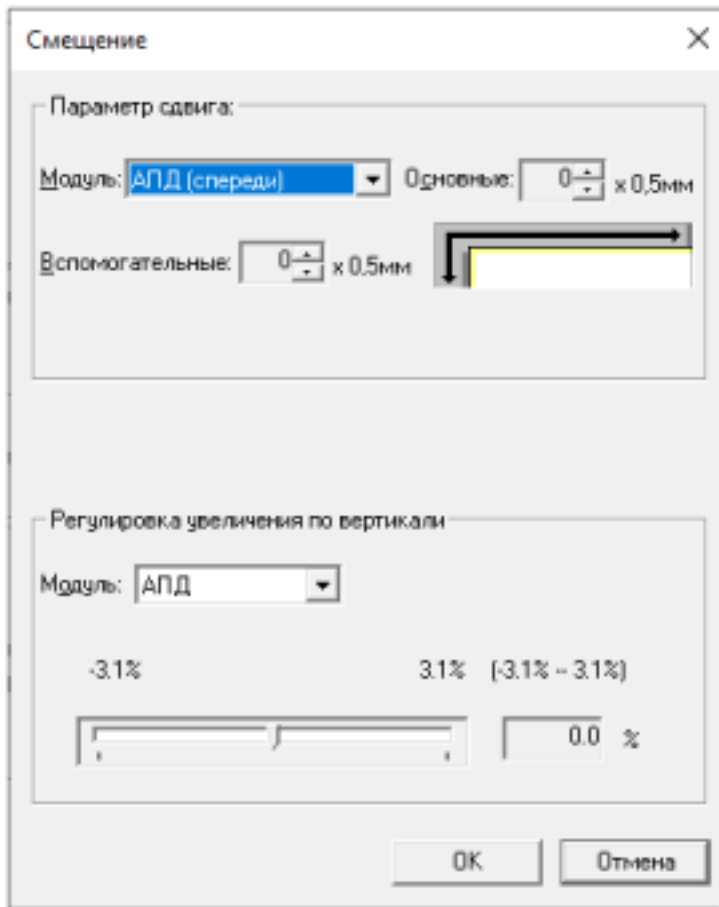 Смещение
Параметр сдвига:
Модуль: АПД (спереди) Основные: 0 x 0,5мм
Вспомогательные: 0 x 0.5мм
Регулировка увеличения по вертикали
Модуль: АПД
-3.1% 3.1% (-3.1% -- 3.1%)
0.0 %
OK Отмена